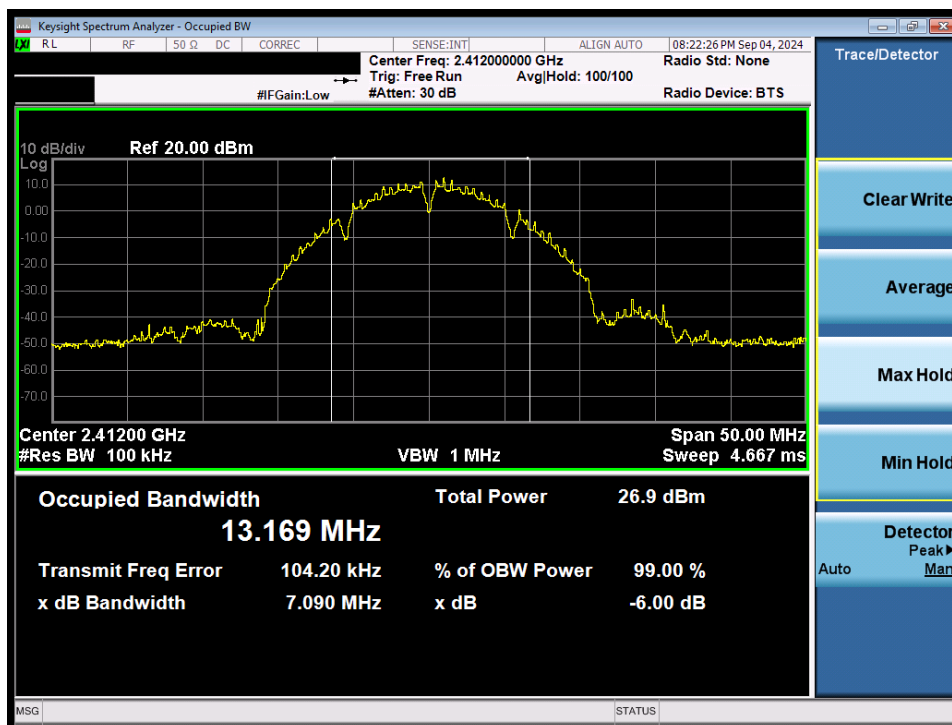 Keysight Spectrum Analyzer - Occupied BW
LXI RL RF 50 Ω DC CORREC SENSE:INT ALIGN AUTO 08:22:26 PM Sep 04, 2024
Center Freq: 2.412000000 GHz Radio Std: None
Trig: Free Run Avg|Hold: 100/100
#IFGain:Low #Atten: 30 dB Radio Device: BTS
10 dB/div Ref 20.00 dBm
Log
10.0
0.00
-10.0
-20.0
-30.0
-40.0
-50.0
-60.0
-70.0
Center 2.41200 GHz Span 50.00 MHz
#Res BW 100 kHz VBW 1 MHz Sweep 4.667 ms
Occupied Bandwidth Total Power 26.9 dBm
13.169 MHz
Transmit Freq Error 104.20 kHz % of OBW Power 99.00 %
x dB Bandwidth 7.090 MHz x dB -6.00 dB
MSG STATUS
Trace/Detector
Clear Write
Average
Max Hold
Min Hold
Detector
Peak▶
Auto Man